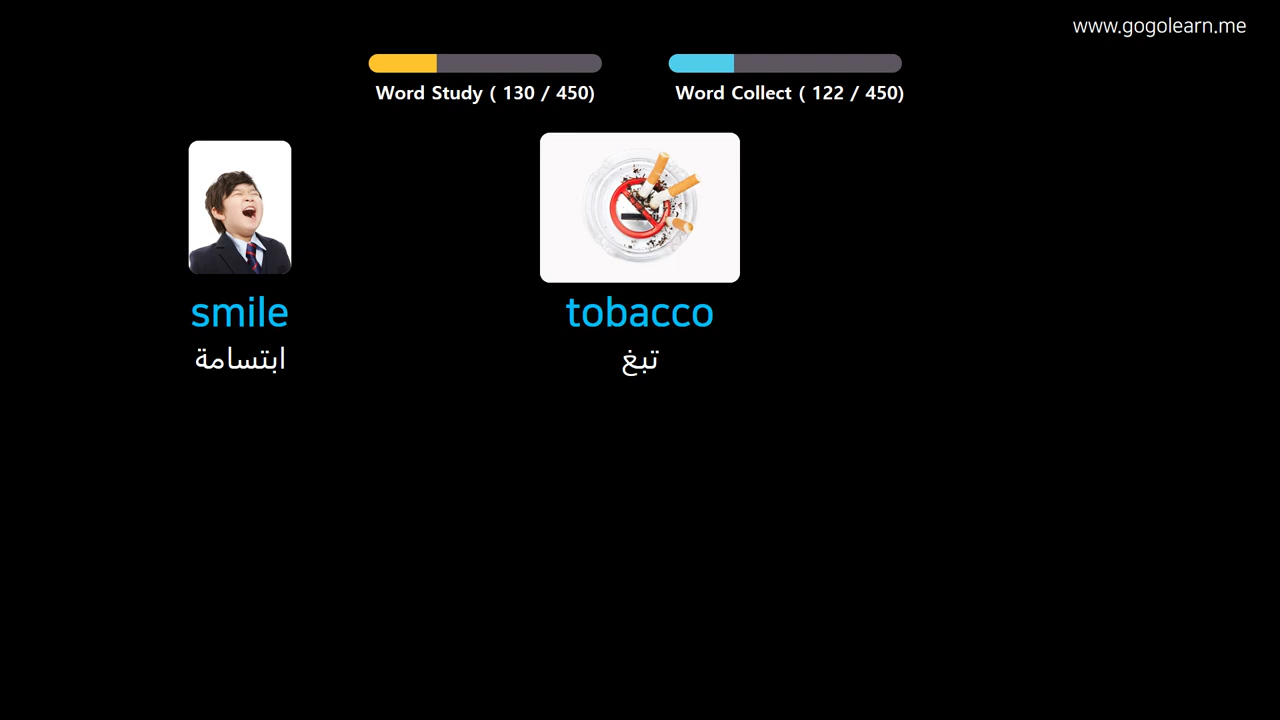 www.gogolearn.me
Word Study ( 130 / 450)
Word Collect ( 122 / 450)
smile
ابتسامة
tobacco
تبغ